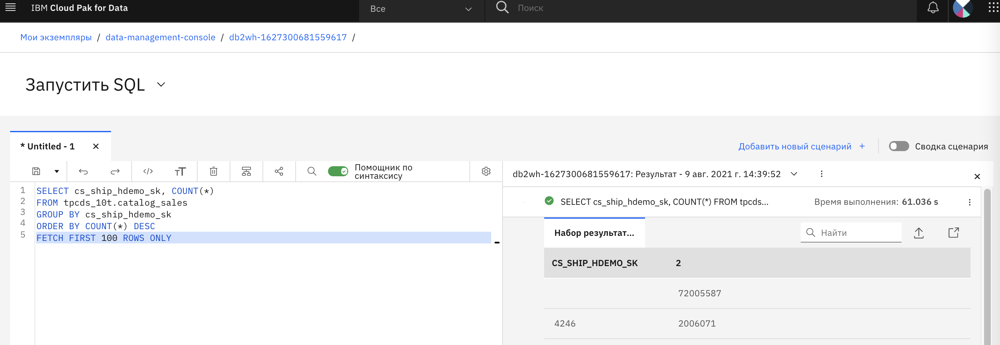 IBM Cloud Pak for Data
Все
Поиск
Мои экземпляры / data-management-console / db2wh-1627300681559617 /
Запустить SQL
* Untitled - 1
Добавить новый сценарий +
Сводка сценария
Помощник по
синтаксису
1 SELECT cs_ship_hdemo_sk, COUNT(*)
2 FROM tpcds_10t.catalog_sales
3 GROUP BY cs_ship_hdemo_sk
4 ORDER BY COUNT(*) DESC
5 FETCH FIRST 100 ROWS ONLY
db2wh-1627300681559617: Результат - 9 авг. 2021 г. 14:39:52
SELECT cs_ship_hdemo_sk, COUNT(*) FROM tpcds...
Время выполнения: 61.036 s
Набор результат...
Найти
CS_SHIP_HDEMO_SK 2
72005587
4246 2006071